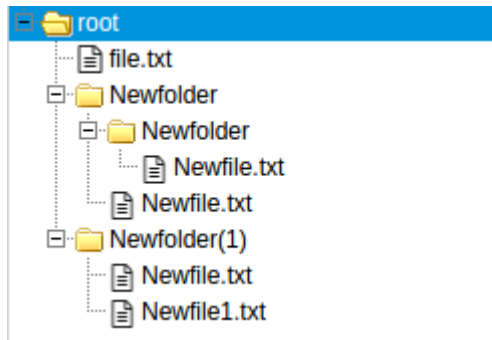 root
file.txt
Newfolder
Newfolder
Newfile.txt
Newfile.txt
Newfolder(1)
Newfile.txt
Newfile1.txt